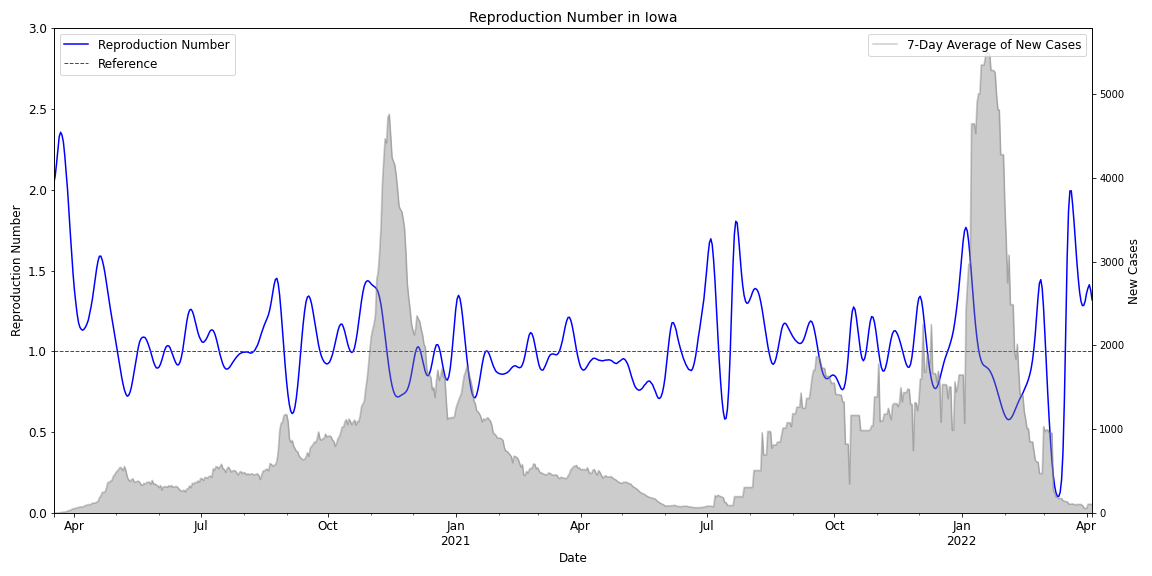 Reproduction Number in Iowa
Reproduction Number
Reference
7-Day Average of New Cases
3.0
2.5
2.0
1.5
1.0
0.5
0.0
Reproduction Number
5000
4000
3000
2000
1000
0
New Cases
Apr Jul Oct Jan Apr Jul Oct Jan Apr
2021 2022
Date